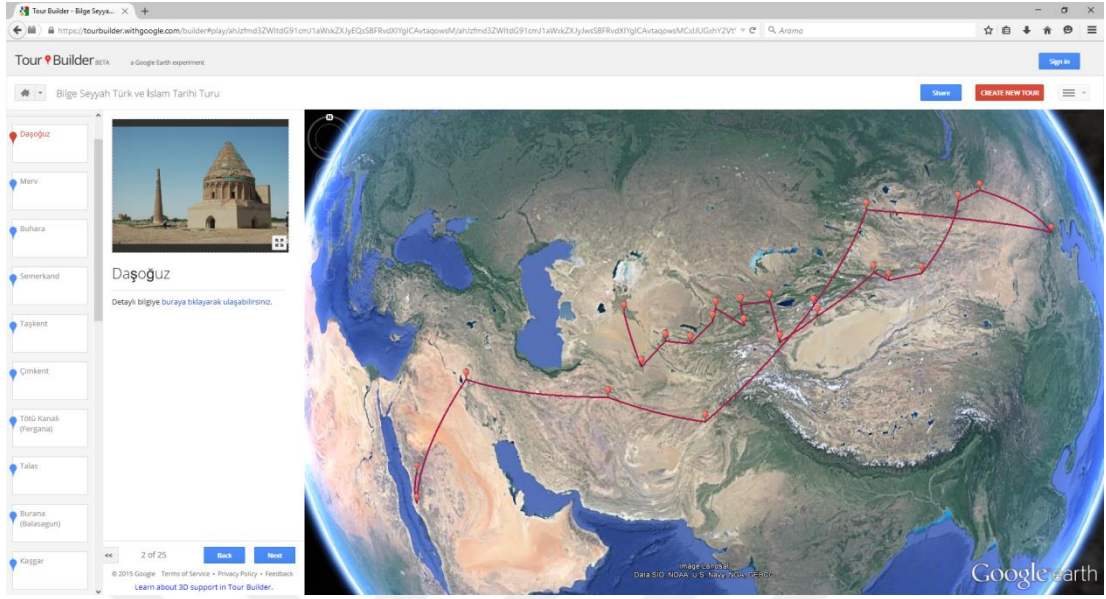 Tour Builder - Bilge Seyya...
https://tourbuilder.withgoogle.com/builder#play/
Arama
Tour Builder BETA
a Google Earth experiment
Sign in
Bilge Seyyah Türk ve İslam Tarihi Turu
Share
CREATE NEW TOUR
Daşoğuz
Merv
Buhara
Semerkand
Taşkent
Çimkent
Tötü Kanalı
(Fergana)
Talas
Burana
(Balasagun)
Kaşgar
Daşoğuz
Detaylı bilgiye buraya tıklayarak ulaşabilirsiniz.
<< 2 of 25 Back Next
© 2015 Google Terms of Service • Privacy Policy • Feedback
Learn about 3D support in Tour Builder.
N
Image Landsat
Data SIO, NOAA, U.S. Navy, NGA, GEBCO
Google earth